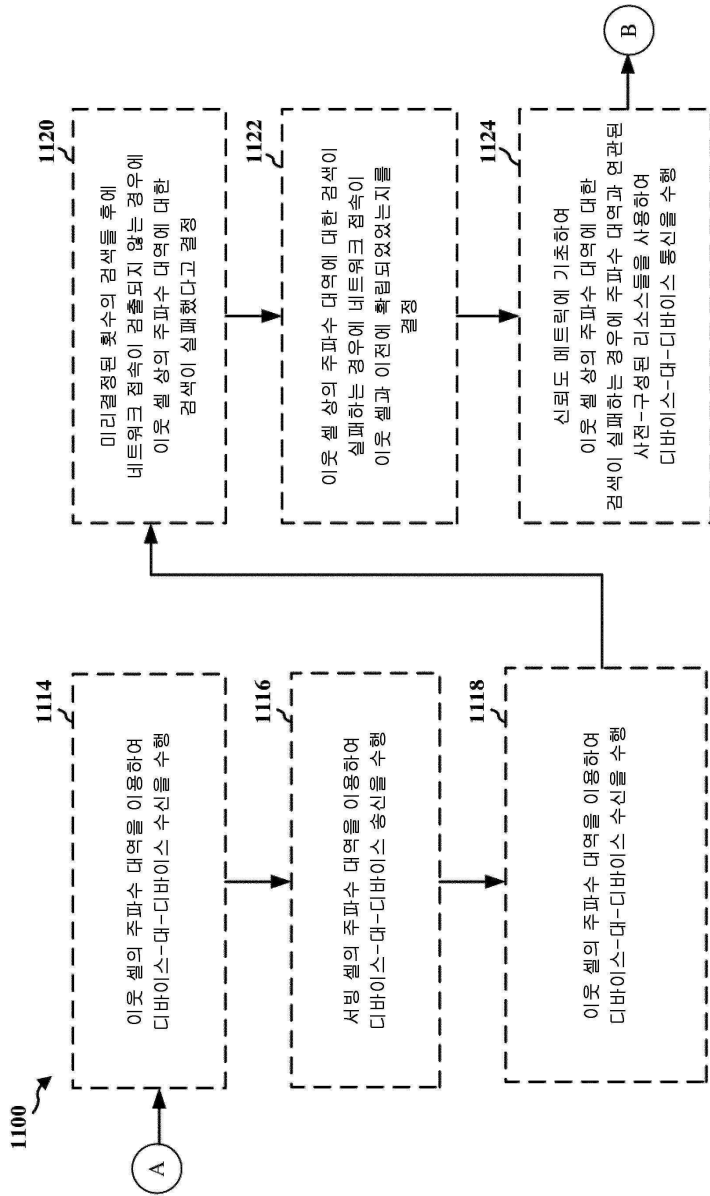 1100
A
1114
이웃 셀의 주파수 대역을 이용하여
디바이스-대-디바이스 수신을 수행
1116
서빙 셀의 주파수 대역을 이용하여
디바이스-대-디바이스 송신을 수행
1118
이웃 셀의 주파수 대역을 이용하여
디바이스-대-디바이스 수신을 수행
1120
미리결정된 횟수의 검색들 후에
네트워크 접속이 검출되지 않는 경우에
이웃 셀 상의 주파수 대역에 대한
검색이 실패했다고 결정
1122
이웃 셀 상의 주파수 대역에 대한 검색이
실패하는 경우에 네트워크 접속이
이웃 셀과 이전에 확립되었었는지를
결정
1124
신뢰도 메트릭에 기초하여
이웃 셀 상의 주파수 대역에 대한
검색이 실패하는 경우에 주파수 대역과 연관된
사전-구성된 리소스들을 사용하여
디바이스-대-디바이스 통신을 수행
B